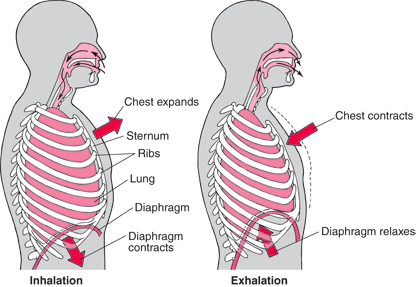 Chest expands
Sternum
Ribs
Lung
Diaphragm
Diaphragm
contracts
Inhalation
Chest contracts
Diaphragm relaxes
Exhalation